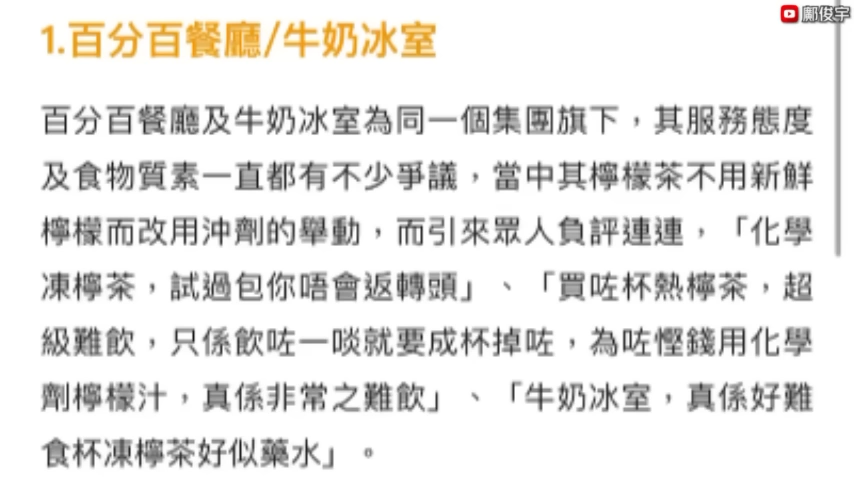 鄺俊宇
1.百分百餐廳/牛奶冰室
百分百餐廳及牛奶冰室為同一個集團旗下，其服務態度
及食物質素一直都有不少爭議，當中其檸檬茶不用新鮮
檸檬而改用沖劑的舉動，而引來眾人負評連連，「化學
凍檸茶，試過包你唔會返轉頭」、「買咗杯熱檸茶，超
級難飲，只係飲咗一啖就要成杯掉咗，為咗慳錢用化學
劑檸檬汁，真係非常之難飲」、「牛奶冰室，真係好難
食杯凍檸茶好似藥水」。